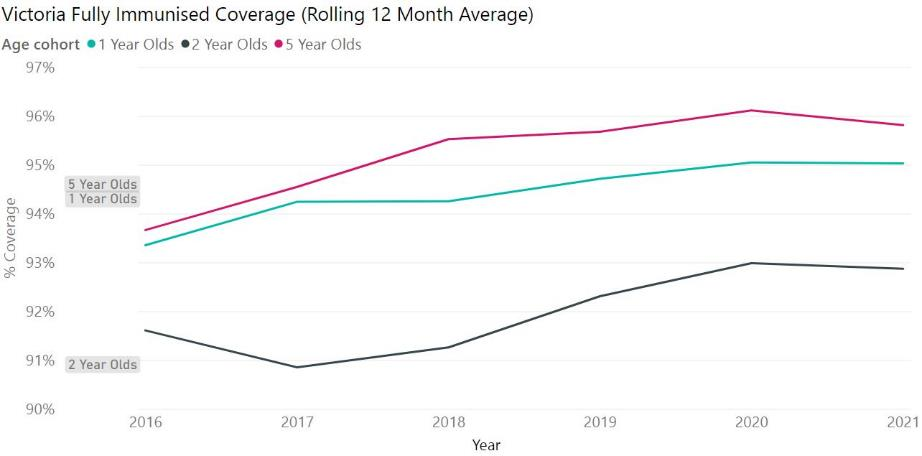 Victoria Fully Immunised Coverage (Rolling 12 Month Average)
Age cohort 1 Year Olds 2 Year Olds 5 Year Olds
97%
96%
95%
5 Year Olds
1 Year Olds
94%
% Coverage
93%
92%
91%
2 Year Olds
90%
2016 2017 2018 2019 2020 2021
Year